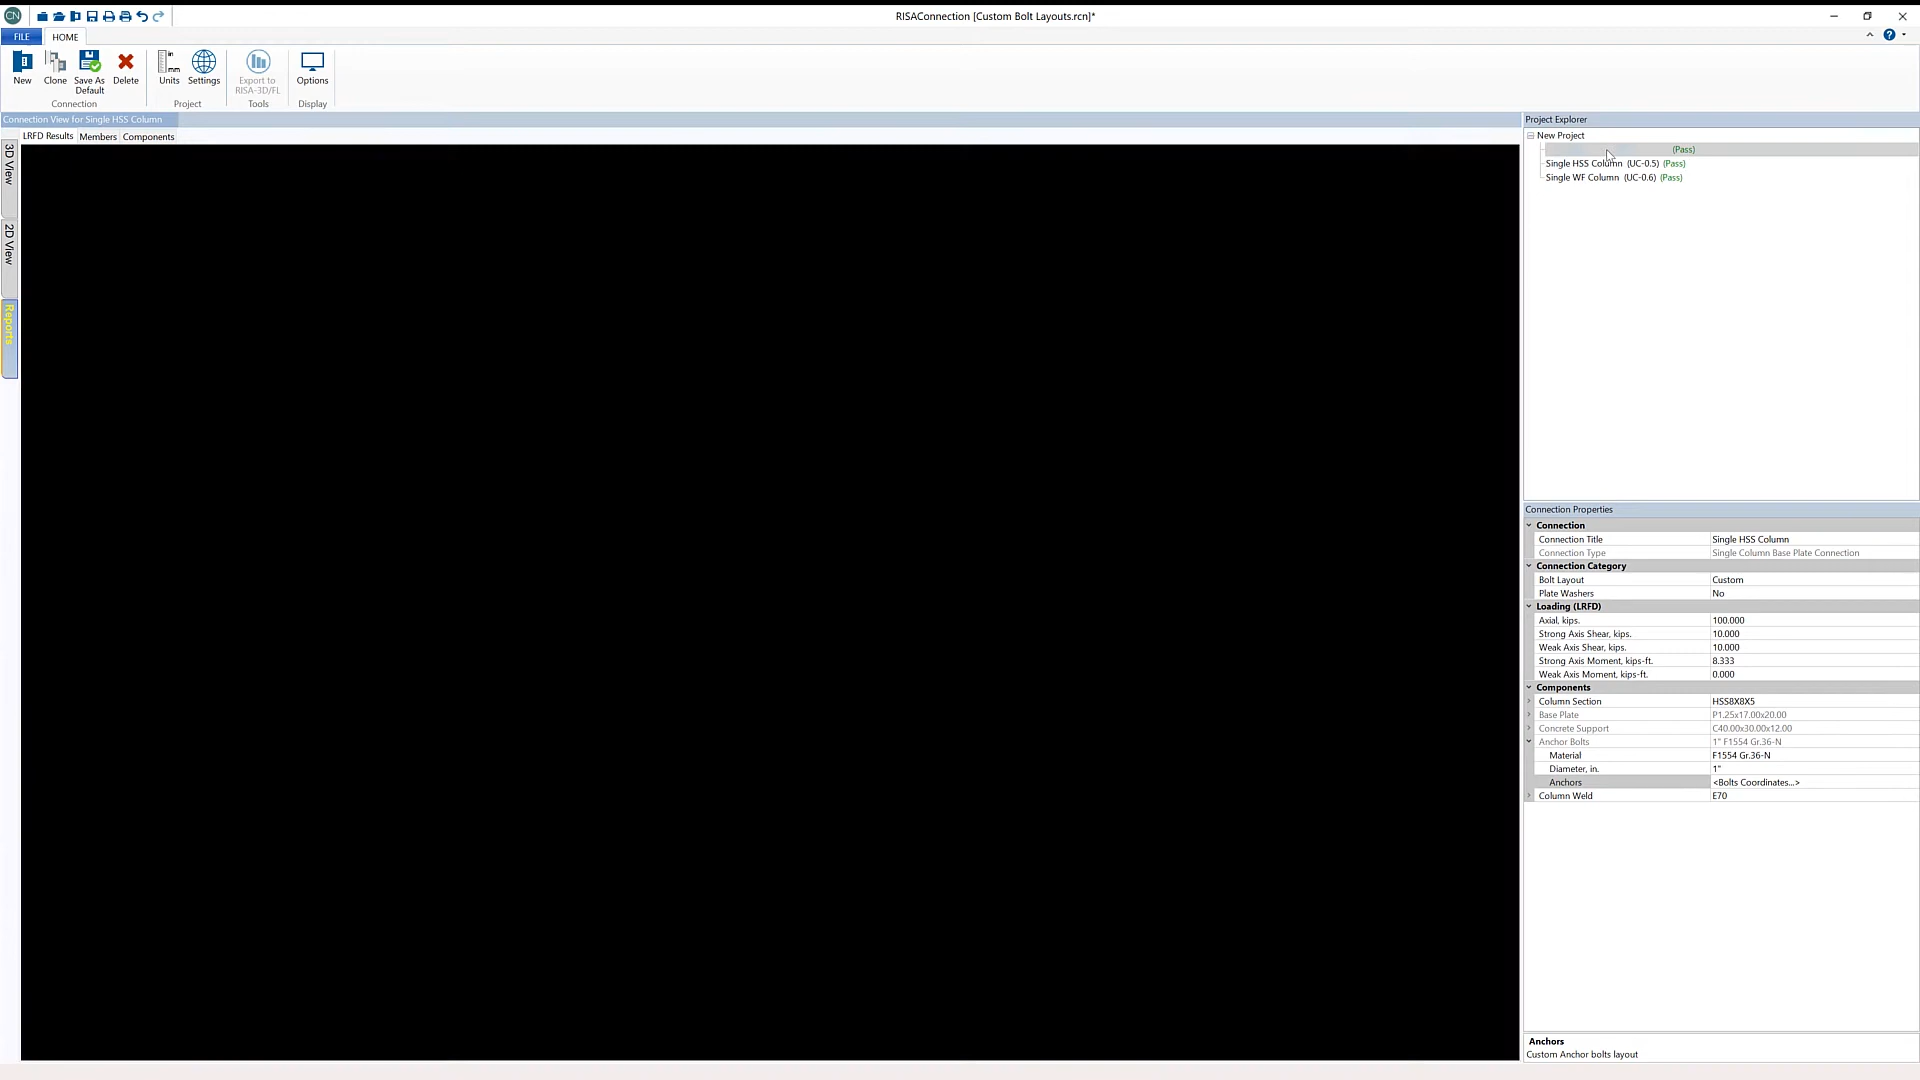 CN
RISAConnection [Custom Bolt Layouts.rcn]*
FILE HOME
New Clone Save As Default Delete Units Settings Export to RISA-3D/FL Options
Connection Project Tools Display
Connection View for Single HSS Column
LRFD Results Members Components
3D View
2D View
Reports
Project Explorer
New Project
(Pass)
Single HSS Column (UC-0.5) (Pass)
Single WF Column (UC-0.6) (Pass)
Connection Properties
Connection
Connection Title Single HSS Column
Connection Type Single Column Base Plate Connection
Connection Category
Bolt Layout Custom
Plate Washers No
Loading (LRFD)
Axial, kips. 100.000
Strong Axis Shear, kips. 10.000
Weak Axis Shear, kips. 10.000
Strong Axis Moment, kips-ft. 8.333
Weak Axis Moment, kips-ft. 0.000
Components
Column Section HSS8X8X5
Base Plate P1.25x17.00x20.00
Concrete Support C40.00x30.00x12.00
Anchor Bolts 1" F1554 Gr.36-N
Material F1554 Gr.36-N
Diameter, in. 1"
Anchors <Bolts Coordinates...>
Column Weld E70
Anchors
Custom Anchor bolts layout